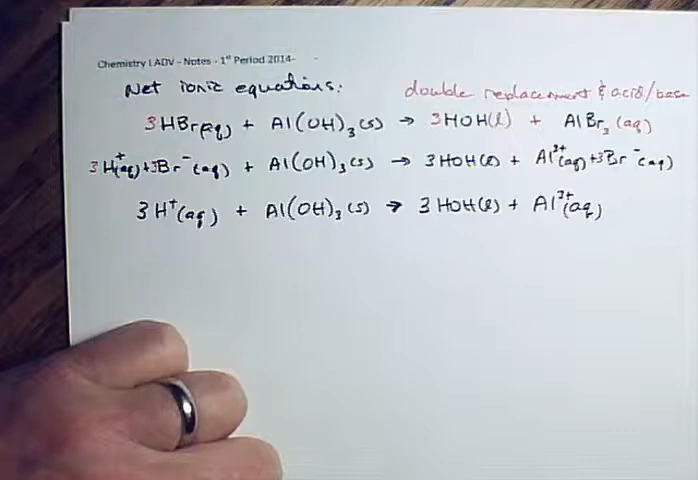 Chemistry I ADV - Notes - 1st Period 2014-
Net ionic equations: double replacement & acid/base
3HBr(aq) + Al(OH)₃(s) → 3HOH(l) + AlBr₃(aq)
3H⁺(aq)+3Br⁻(aq) + Al(OH)₃(s) → 3HOH(l) + Al³⁺(aq)+3Br⁻(aq)
3H⁺(aq) + Al(OH)₃(s) → 3HOH(l) + Al³⁺(aq)